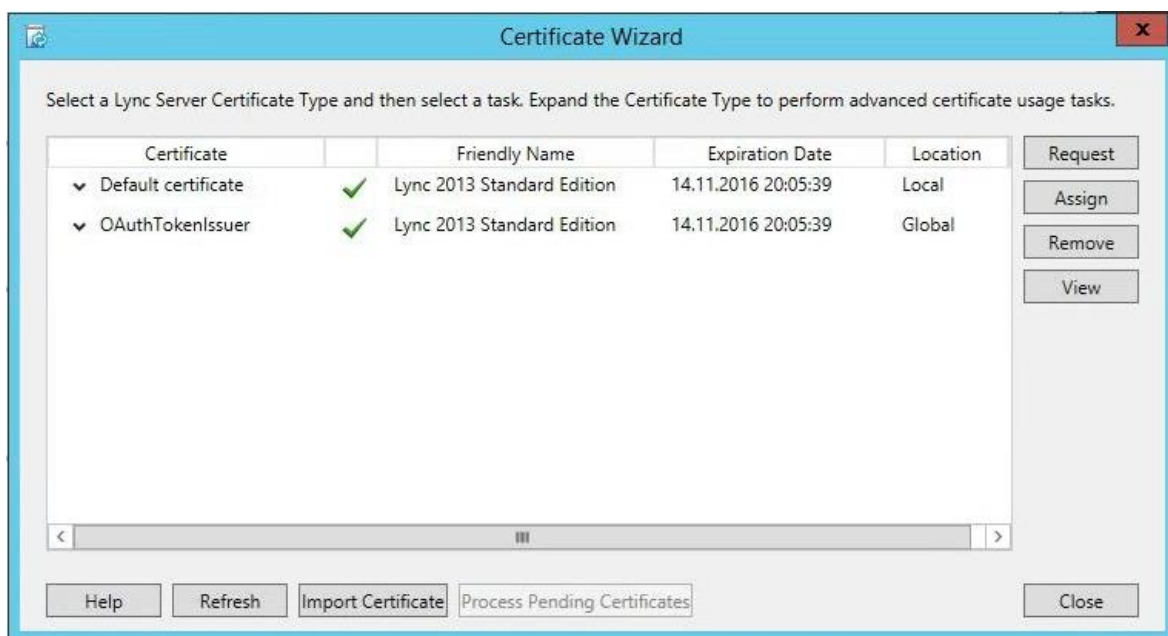 Certificate Wizard
x
Select a Lync Server Certificate Type and then select a task. Expand the Certificate Type to perform advanced certificate usage tasks.
Certificate Friendly Name Expiration Date Location
Default certificate Lync 2013 Standard Edition 14.11.2016 20:05:39 Local
OAuthTokenIssuer Lync 2013 Standard Edition 14.11.2016 20:05:39 Global
Request
Assign
Remove
View
Help Refresh Import Certificate Process Pending Certificates Close